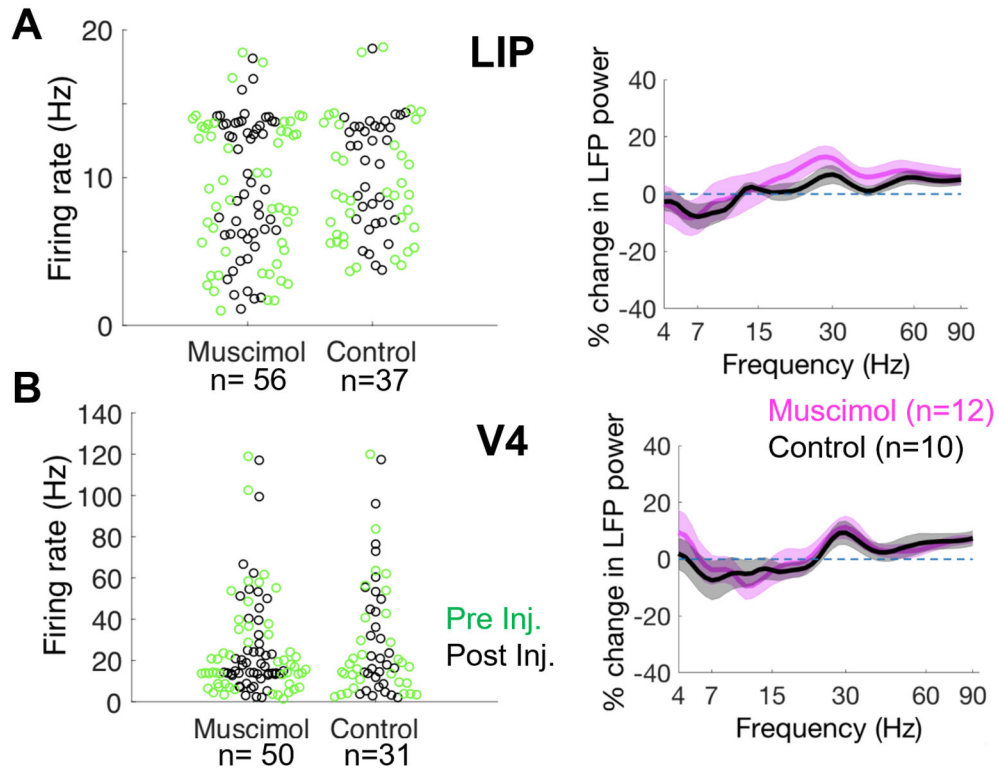 A
LIP
Firing rate (Hz)
20
10
0
Muscimol
Control
n= 56
n=37
% change in LFP power
40
20
0
-20
-40
4 7 15 30 60 90
Frequency (Hz)
B
V4
Firing rate (Hz)
140
120
100
80
60
40
20
0
Muscimol
Control
n= 50
n=31
Pre Inj.
Post Inj.
Muscimol (n=12)
Control (n=10)
% change in LFP power
40
20
0
-20
-40
4 7 15 30 60 90
Frequency (Hz)